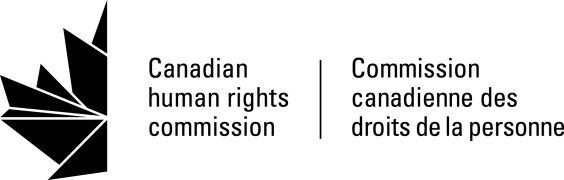 Canadian
human rights
commission
Commission
canadienne des
droits de la personne